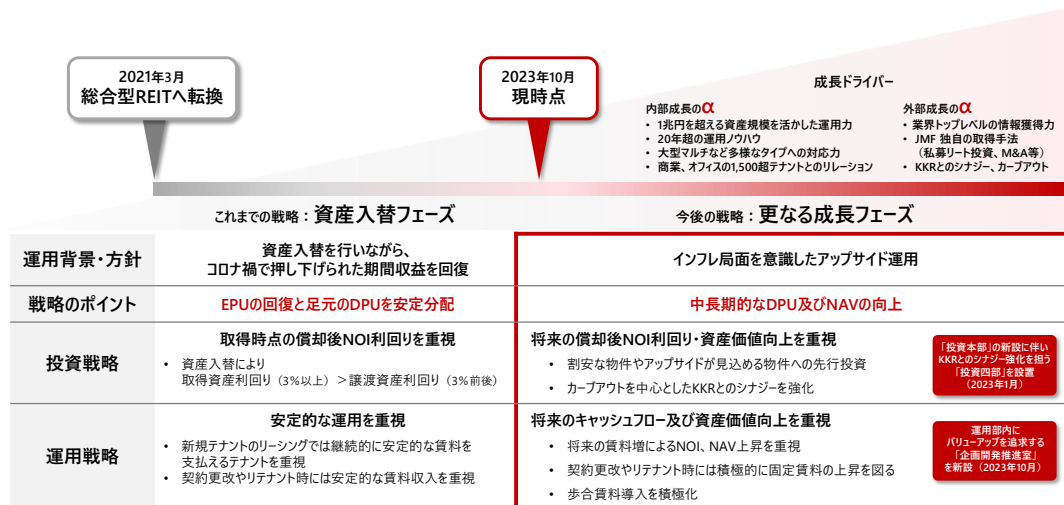 2021年3月
総合型REITへ転換
2023年10月
現時点
成長ドライバー
内部成長のα
• 1兆円を超える資産規模を活かした運用力
• 20年超の運用ノウハウ
• 大型マルチなど多様なタイプへの対応力
• 商業、オフィスの1,500超テナントとのリレーション
外部成長のα
• 業界トップレベルの情報獲得力
• JMF 独自の取得手法
（私募リート投資、M&A等）
• KKRとのシナジー、カーブアウト
これまでの戦略：資産入替フェーズ
今後の戦略：更なる成長フェーズ
運用背景・方針
資産入替を行いながら、
コロナ禍で押し下げられた期間収益を回復
インフレ局面を意識したアップサイド運用
戦略のポイント
EPUの回復と足元のDPUを安定分配
中長期的なDPU及びNAVの向上
投資戦略
取得時点の償却後NOI利回りを重視
• 資産入替により
取得資産利回り（3%以上）＞譲渡資産利回り（3%前後）
将来の償却後NOI利回り・資産価値向上を重視
• 割安な物件やアップサイドが見込める物件への先行投資
• カーブアウトを中心としたKKRとのシナジーを強化
「投資本部」の新設に伴い
KKRとのシナジー強化を担う
「投資四部」を設置
（2023年1月）
運用戦略
安定的な運用を重視
• 新規テナントのリーシングでは継続的に安定的な賃料を
支払えるテナントを重視
• 契約更改やリテナント時には安定的な賃料収入を重視
将来のキャッシュフロー及び資産価値向上を重視
• 将来の賃料増によるNOI、NAV上昇を重視
• 契約更改やリテナント時には積極的に固定賃料の上昇を図る
• 歩合賃料導入を積極化
運用部内に
バリューアップを追求する
「企画開発推進室」
を新設（2023年10月）